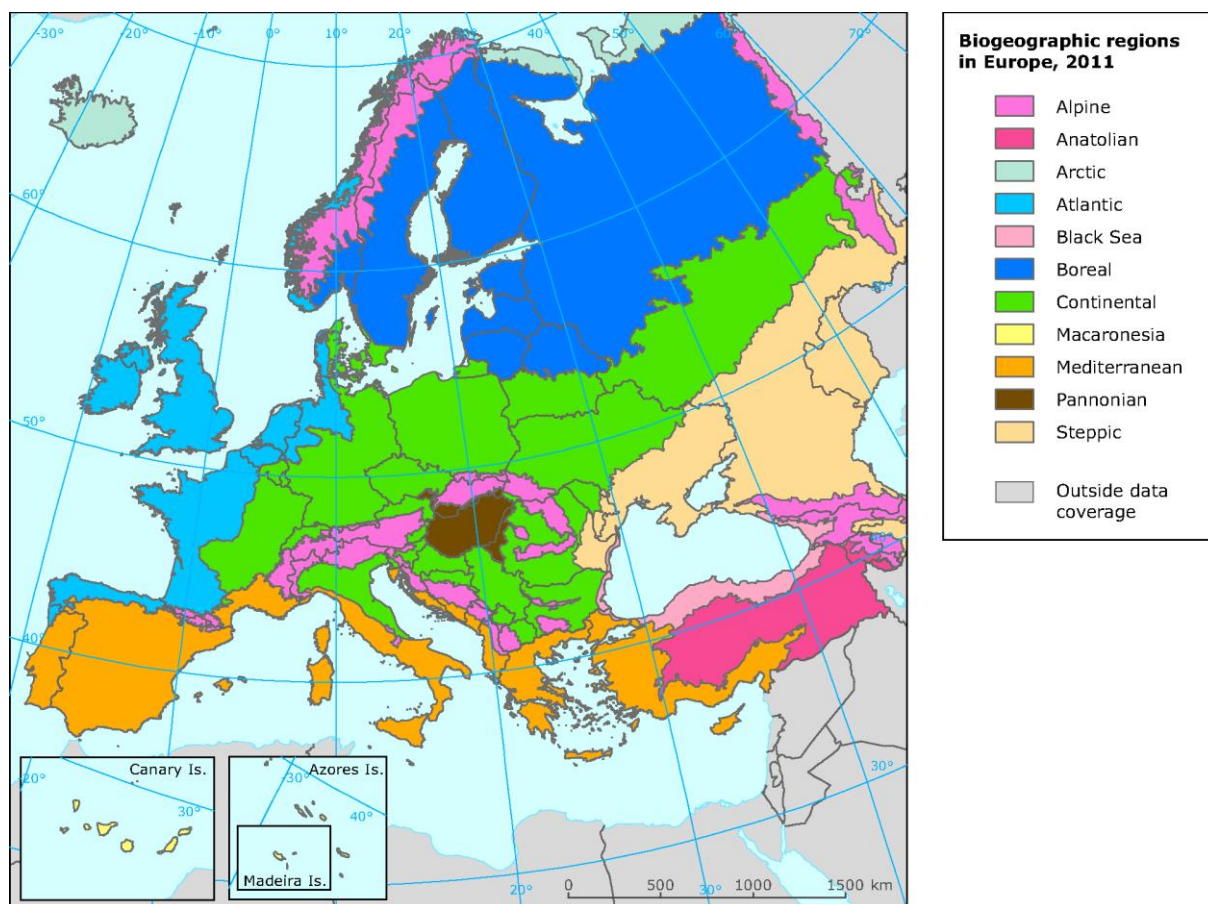 -30°
-20°
-10°
0°
10°
20°
30°
40°
50°
60°
70°
60°
50°
40°
50°
40°
30°
Canary Is.
-20°
30°
Azores Is.
-30°
40°
Madeira Is.
20°
30°
0 500 1000 1500 km
Biogeographic regions
in Europe, 2011
Alpine
Anatolian
Arctic
Atlantic
Black Sea
Boreal
Continental
Macaronesia
Mediterranean
Pannonian
Steppic
Outside data
coverage